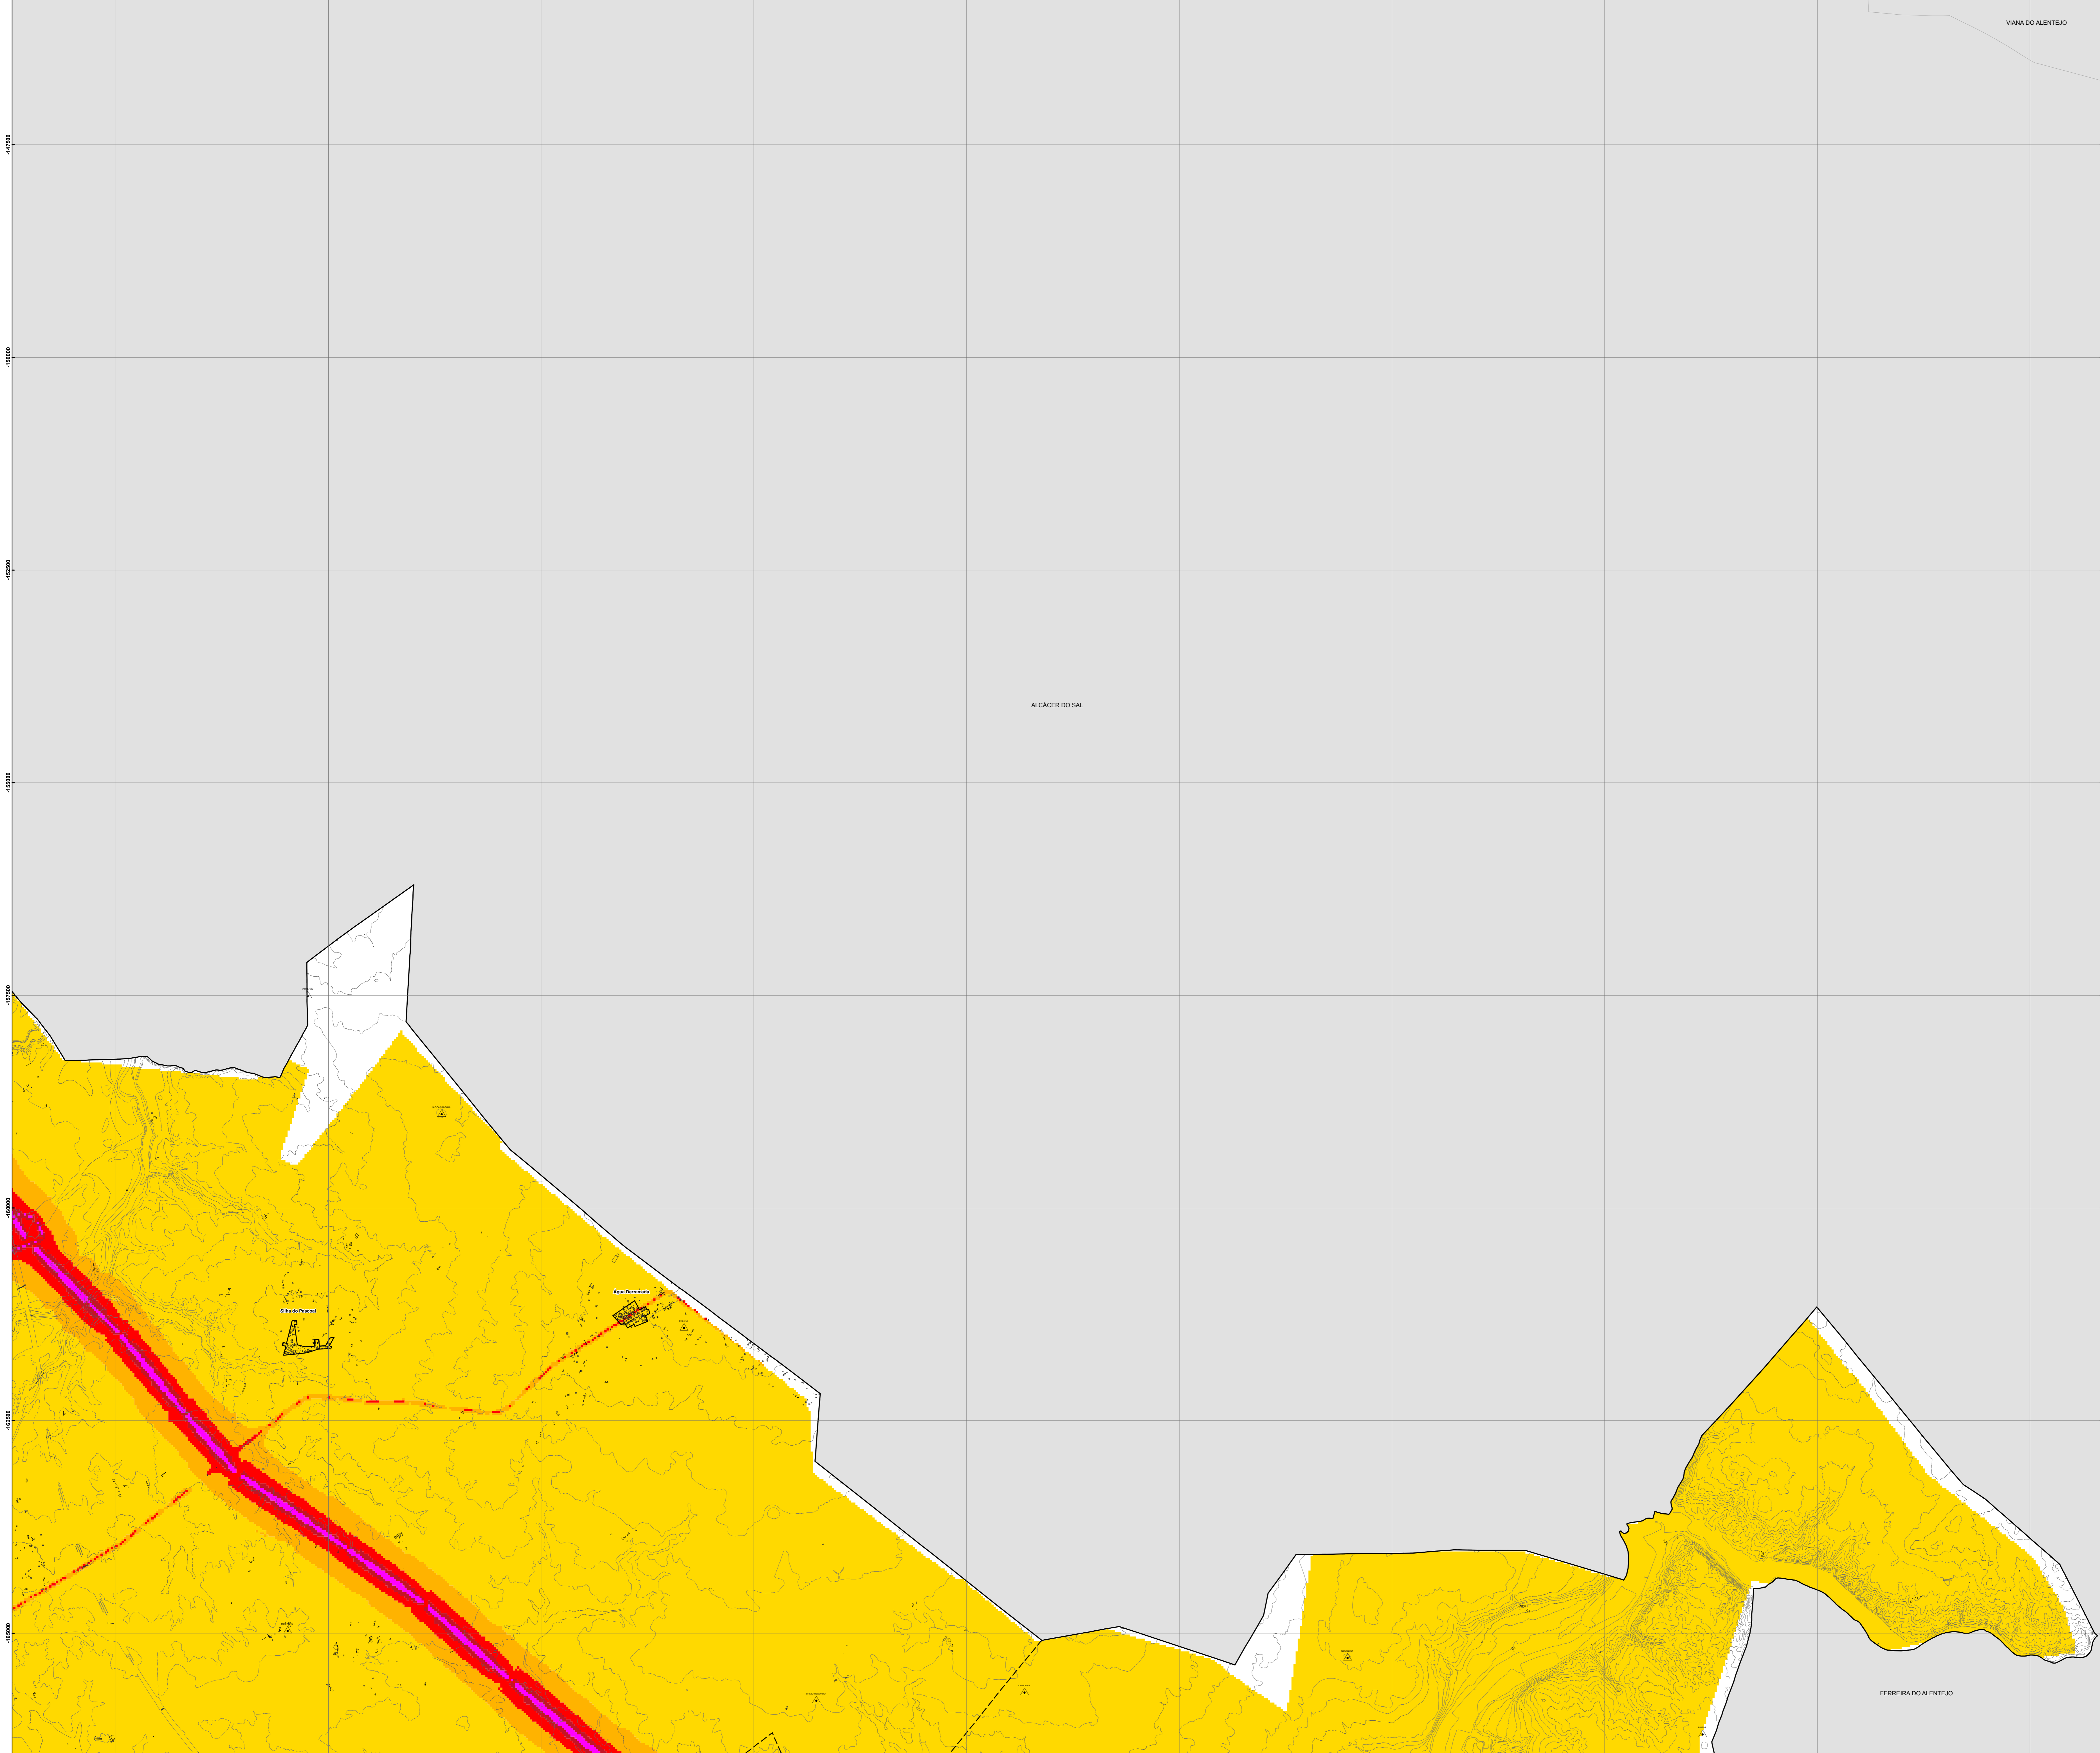 VIANA DO ALENTEJO
-147500
-150000
-152500
ALCÁCER DO SAL
-155000
-157500
-160000
Água Derramada
Silha do Pascoal
-162500
-165000
FERREIRA DO ALENTEJO